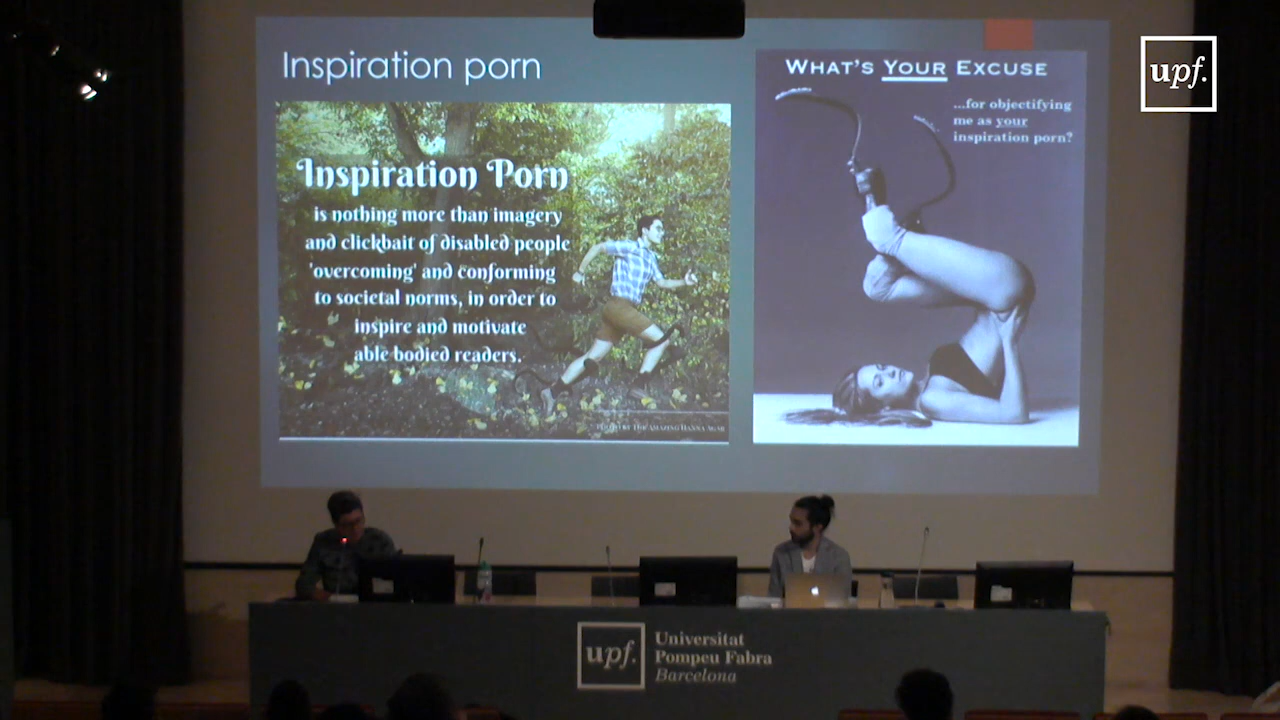 Inspiration porn
Inspiration Porn
is nothing more than imagery
and clickbait of disabled people
'overcoming' and conforming
to societal norms, in order to
inspire and motivate
able bodied readers.
WHAT'S YOUR EXCUSE
...for objectifying
me as your
inspiration porn?
upf.
upf.
Universitat
Pompeu Fabra
Barcelona